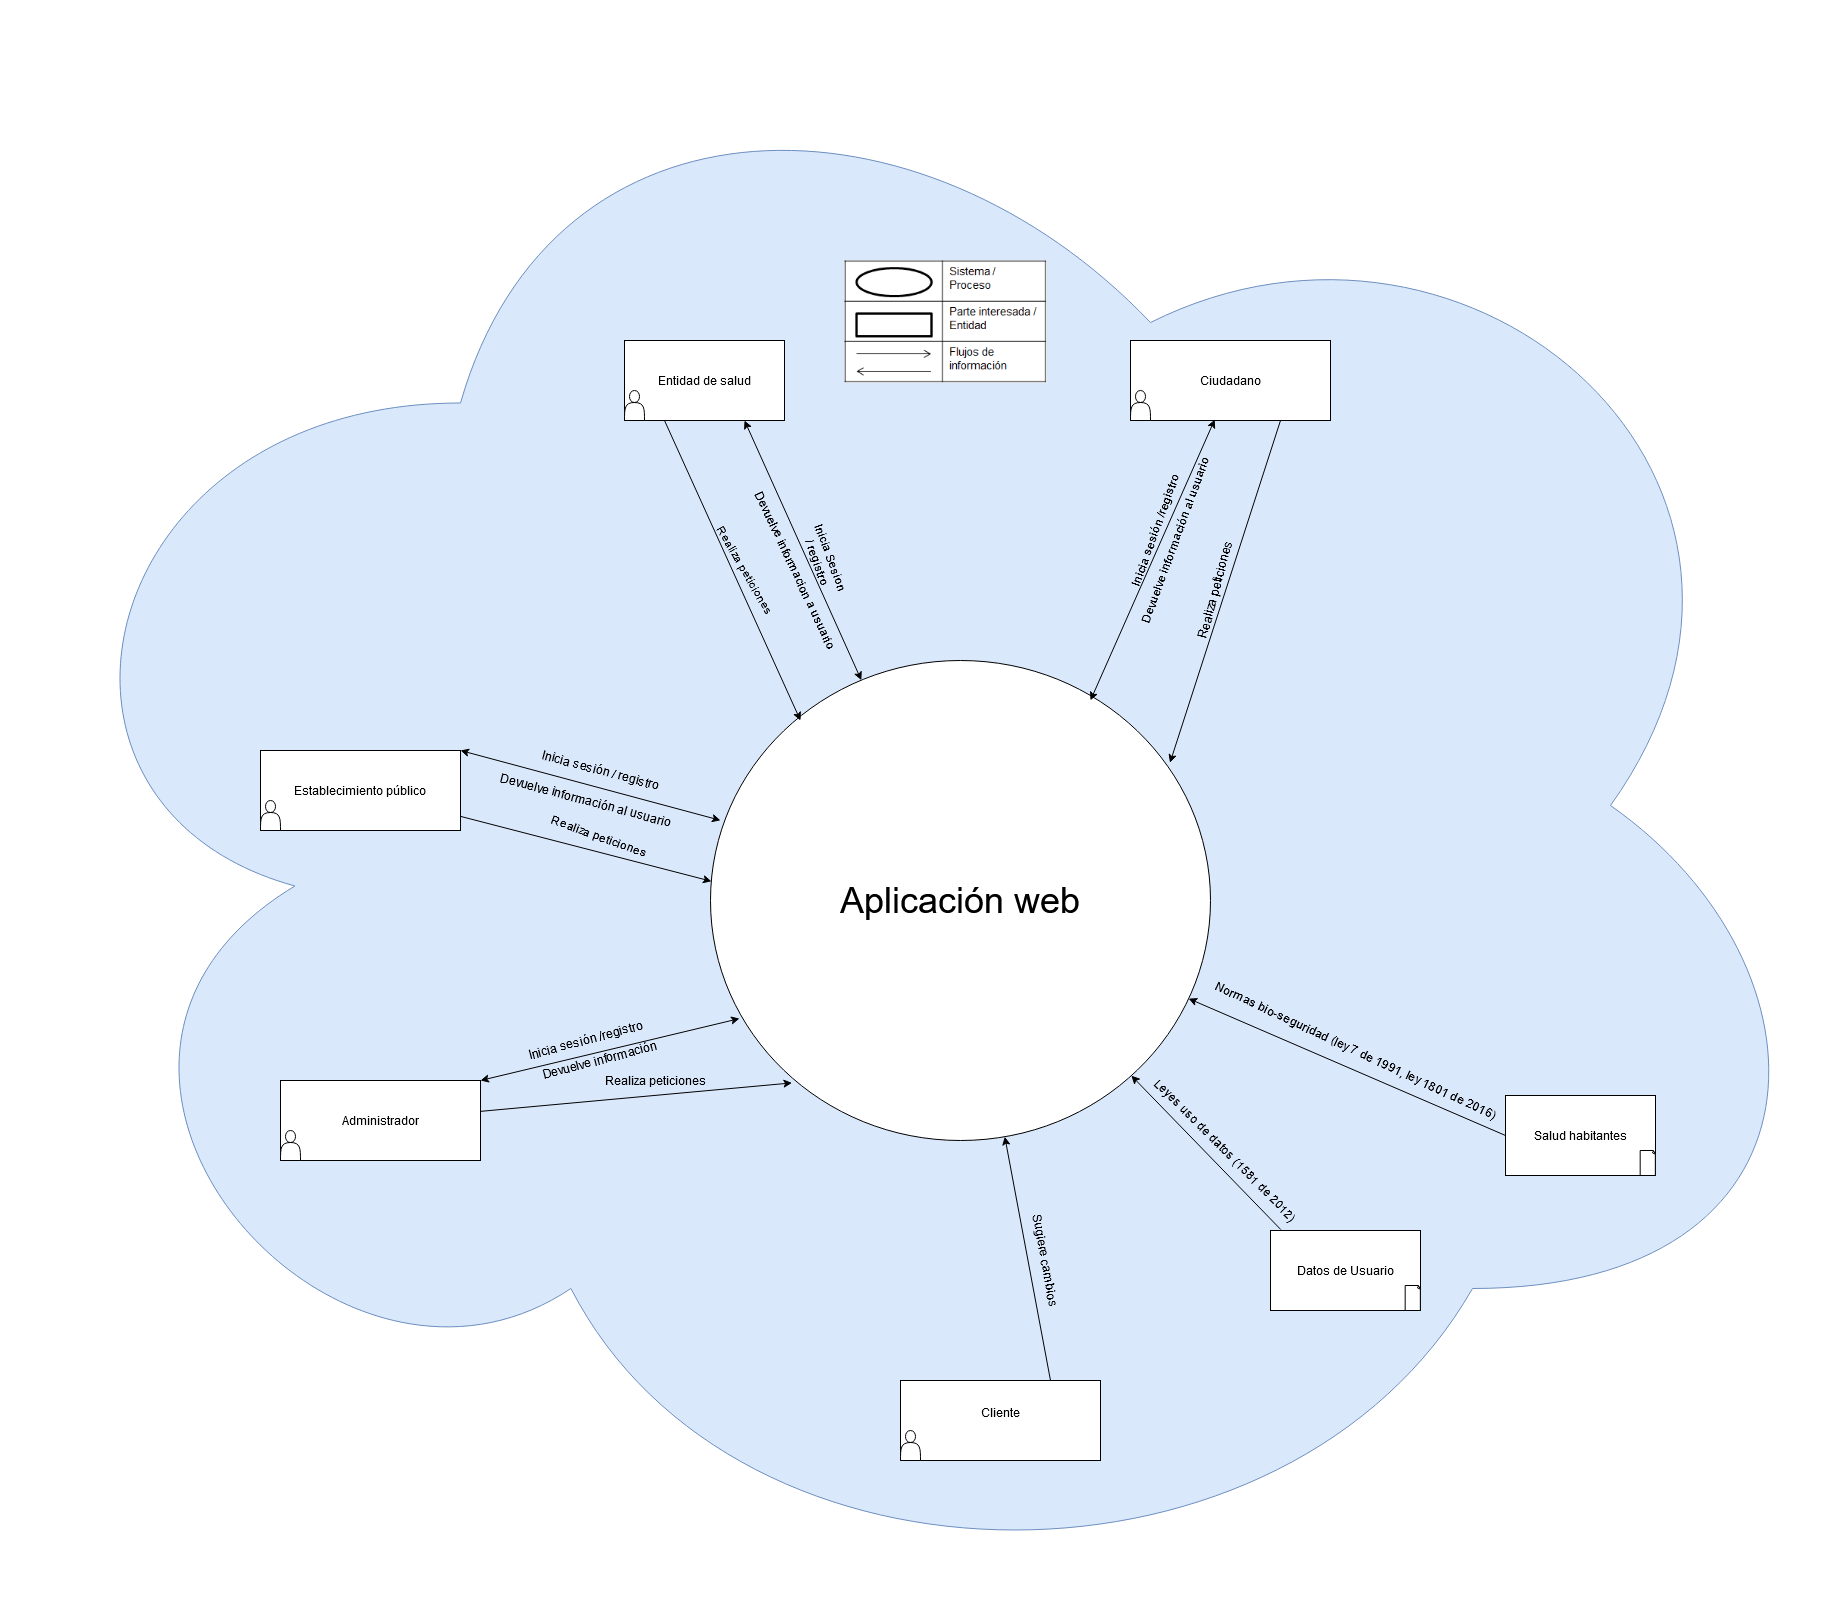 Sistema /
Proceso
Parte interesada /
Entidad
Flujos de
información
Entidad de salud
Ciudadano
Realiza peticiones
Devuelve informacion a usuario
Inicia Sesion
/ registro
Inicia sesión /registro
Devuelve información al usuario
Realiza peticiones
Establecimiento público
Inicia sesión / registro
Devuelve información al usuario
Realiza peticiones
Aplicación web
Administrador
Inicia sesión /registro
Devuelve información
Realiza peticiones
Normas bio-seguridad (ley 7 de 1991, ley 1801 de 2016)
Salud habitantes
Leyes uso de datos (1581 de 2012)
Datos de Usuario
Sugiere cambios
Cliente